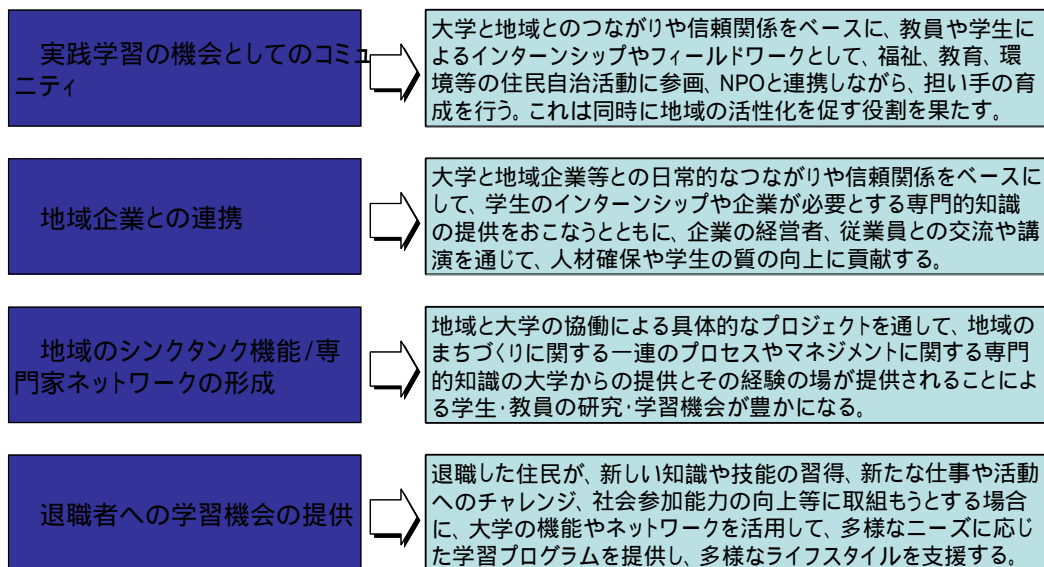 実践学習の機会としてのコミュ
ニティ
大学と地域とのつながりや信頼関係をベースに、教員や学生に
よるインターンシップやフィールドワークとして、福祉、教育、環
境等の住民自治活動に参画、NPOと連携しながら、担い手の育
成を行う。これは同時に地域の活性化を促す役割を果たす。
地域企業との連携
大学と地域企業等との日常的なつながりや信頼関係をベースに
して、学生のインターンシップや企業が必要とする専門的知識
の提供をおこなうとともに、企業の経営者、従業員との交流や講
演を通じて、人材確保や学生の質の向上に貢献する。
地域のシンクタンク機能/専
門家ネットワークの形成
地域と大学の協働による具体的なプロジェクトを通して、地域の
まちづくりに関する一連のプロセスやマネジメントに関する専門
的知識の大学からの提供とその経験の場が提供されることによ
る学生・教員の研究・学習機会が豊かになる。
退職者への学習機会の提供
退職した住民が、新しい知識や技能の習得、新たな仕事や活動
へのチャレンジ、社会参加能力の向上等に取組もうとする場合
に、大学の機能やネットワークを活用して、多様なニーズに応じ
た学習プログラムを提供し、多様なライフスタイルを支援する。